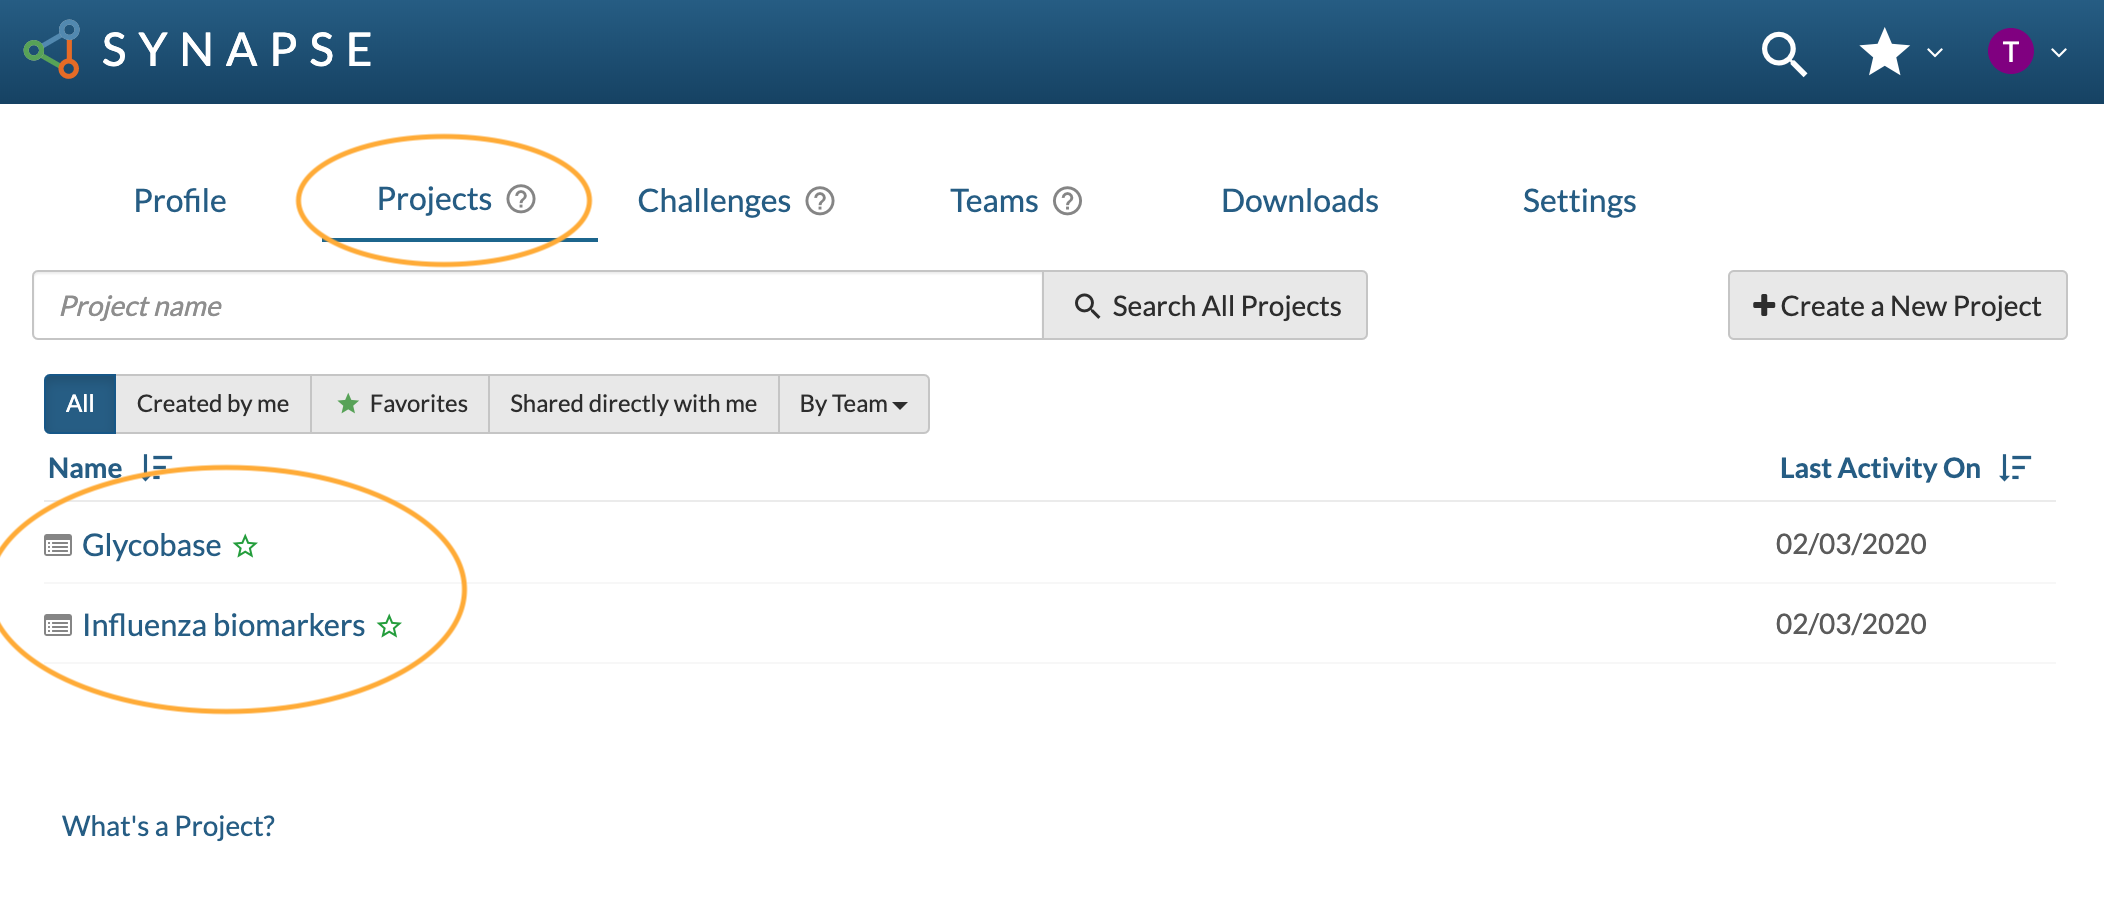 SYNAPSE
T
Profile Projects ? Challenges ? Teams ? Downloads Settings
Project name Search All Projects Create a New Project
All Created by me Favorites Shared directly with me By Team
Name Last Activity On
Glycobase 02/03/2020
Influenza biomarkers 02/03/2020
What's a Project?